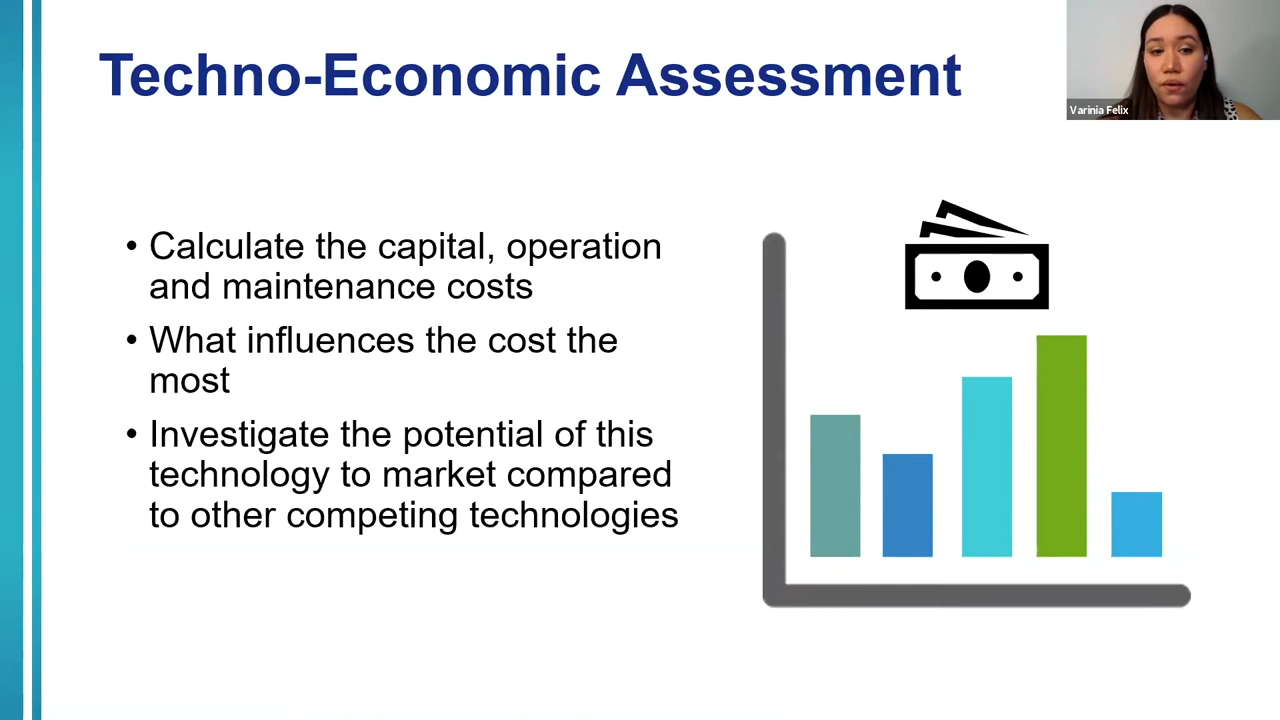 Techno-Economic Assessment
Varinia Felix
• Calculate the capital, operation
and maintenance costs
• What influences the cost the
most
• Investigate the potential of this
technology to market compared
to other competing technologies